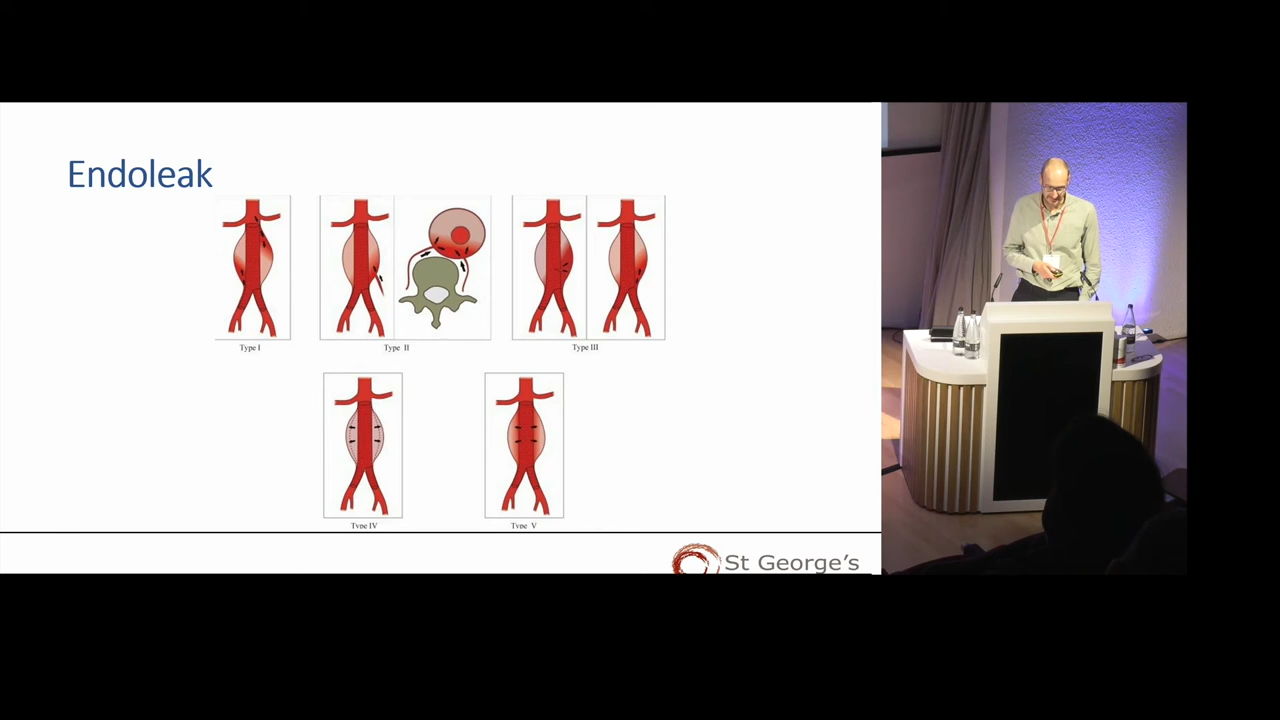 Endoleak
Type I
Type II
Type III
Type IV
Type V
St George's